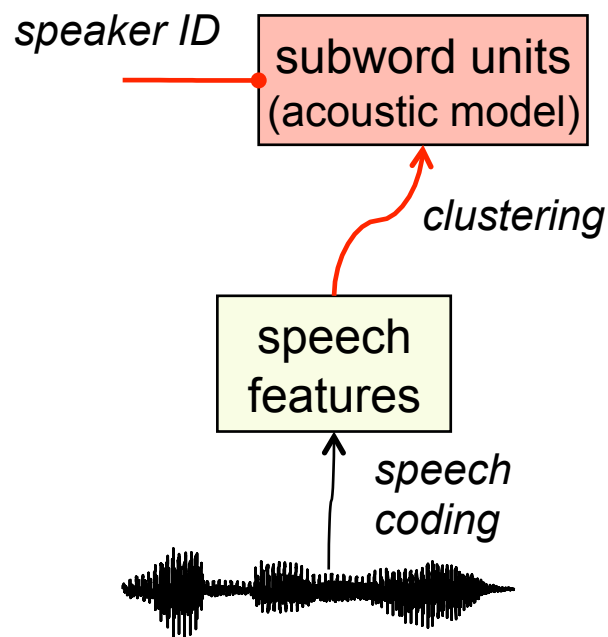 speaker ID
subword units
(acoustic model)
clustering
speech
features
speech
coding